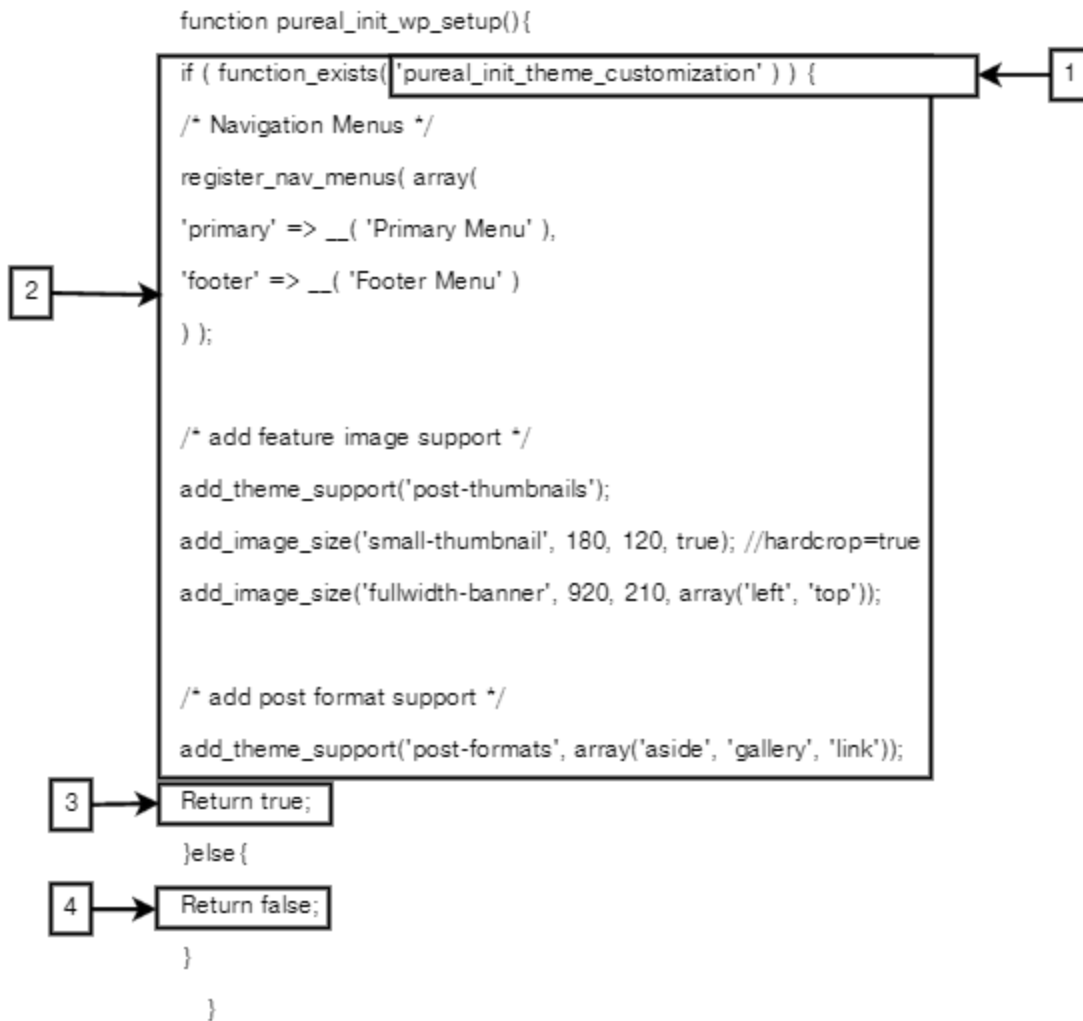 function pureal_init_wp_setup(){
if ( function_exists( 'pureal_init_theme_customization' ) ) {
1
/* Navigation Menus */
register_nav_menus( array(
'primary' => __( 'Primary Menu' ),
2
'footer' => __( 'Footer Menu' )
) );
/* add feature image support */
add_theme_support('post-thumbnails');
add_image_size('small-thumbnail', 180, 120, true); //hardcrop=true
add_image_size('fullwidth-banner', 920, 210, array('left', 'top'));
/* add post format support */
add_theme_support('post-formats', array('aside', 'gallery', 'link'));
3
Return true;
}else{
4
Return false;
}
}